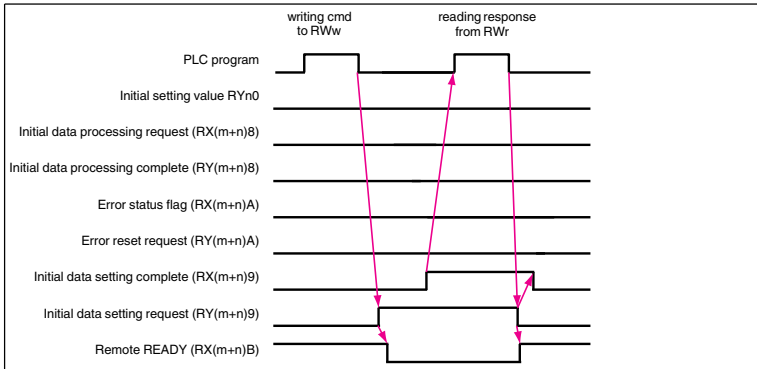 writing cmd
to RWw
reading response
from RWr
PLC program
Initial setting value RYn0
Initial data processing request (RX(m+n)8)
Initial data processing complete (RY(m+n)8)
Error status flag (RX(m+n)A)
Error reset request (RY(m+n)A)
Initial data setting complete (RX(m+n)9)
Initial data setting request (RY(m+n)9)
Remote READY (RX(m+n)B)